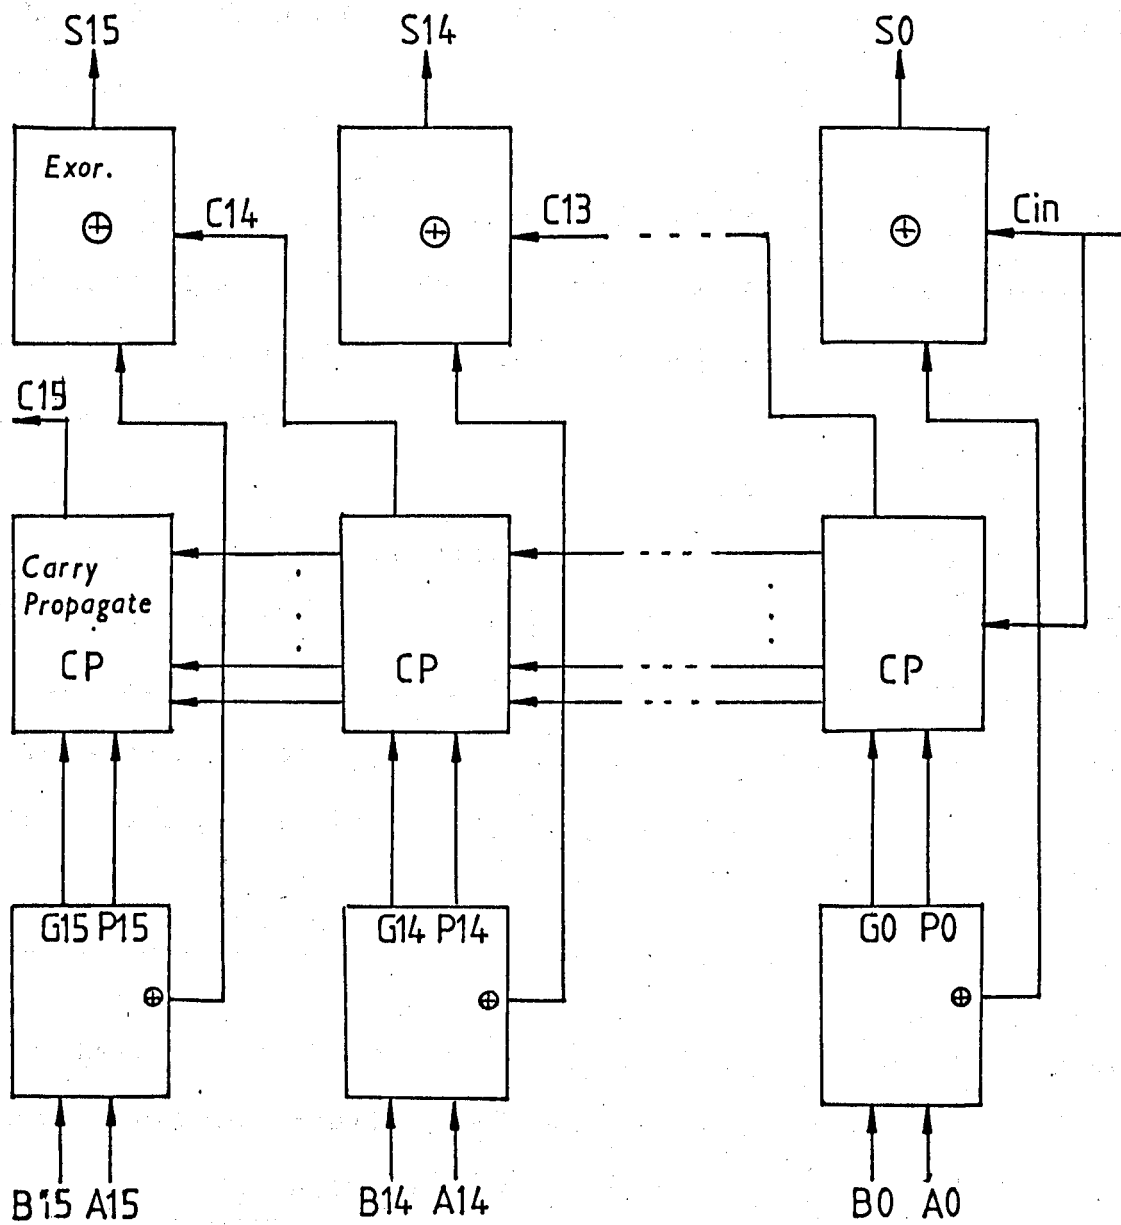 S15 S14 S0
Exor.
C14 C13 Cin
⊕ ⊕ ⊕
C15
Carry
Propagate
CP CP CP
G15 P15 G14 P14 G0 P0
⊕ ⊕ ⊕
B15 A15 B14 A14 B0 A0